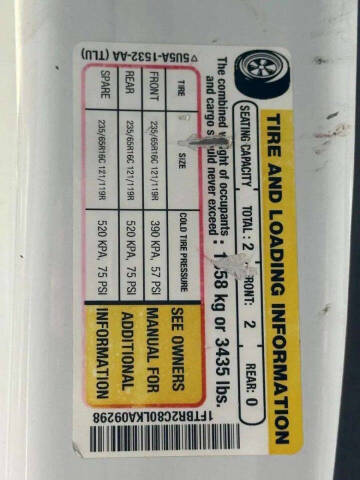 TIRE AND LOADING INFORMATION
SEATING CAPACITY TOTAL : 2 FRONT: 2 REAR: 0
The combined weight of occupants
and cargo should never exceed : 1558 kg or 3435 lbs.
TIRE SIZE COLD TIRE PRESSURE
FRONT 235/65R16C 121/119R 390 KPA, 57 PSI
REAR 235/65R16C 121/119R 520 KPA, 75 PSI
SPARE 235/65R16C 121/119R 520 KPA, 75 PSI
SEE OWNERS
MANUAL FOR
ADDITIONAL
INFORMATION
5U5A-1532-AA (TLU)
1FTBR2C80LKA09298